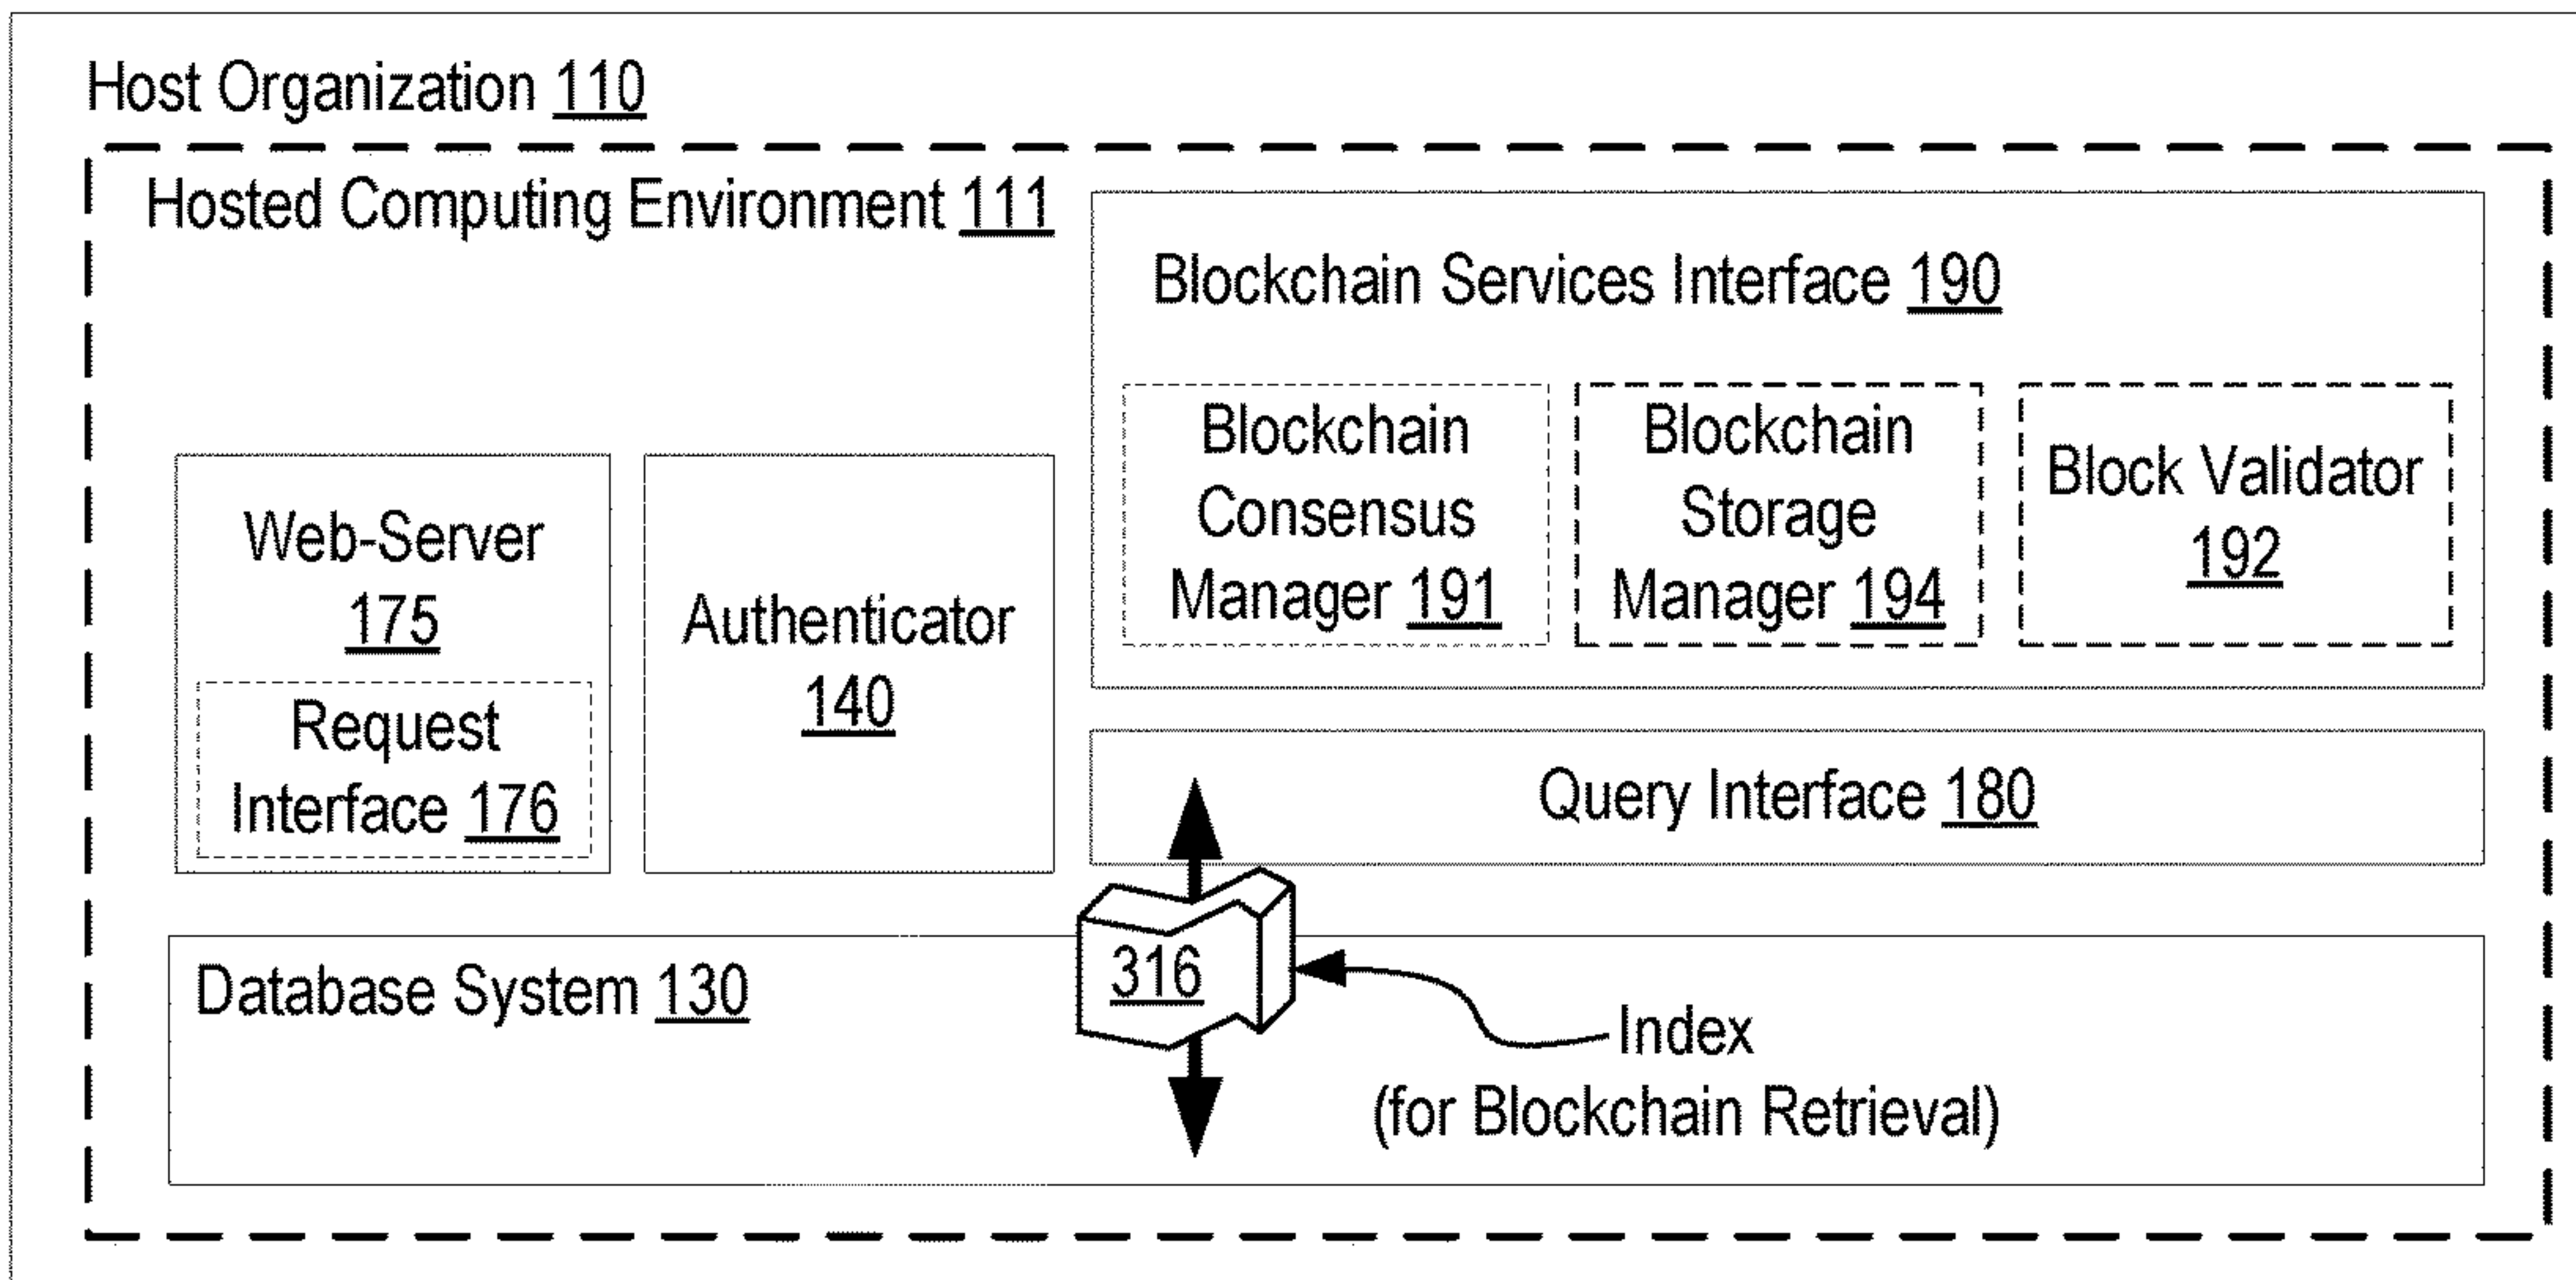 Host Organization 110
Hosted Computing Environment 111
Blockchain Services Interface 190
Blockchain
Consensus
Manager 191
Blockchain
Storage
Manager 194
Block Validator
192
Web-Server
175
Request
Interface 176
Authenticator
140
Query Interface 180
Database System 130
316
Index
(for Blockchain Retrieval)